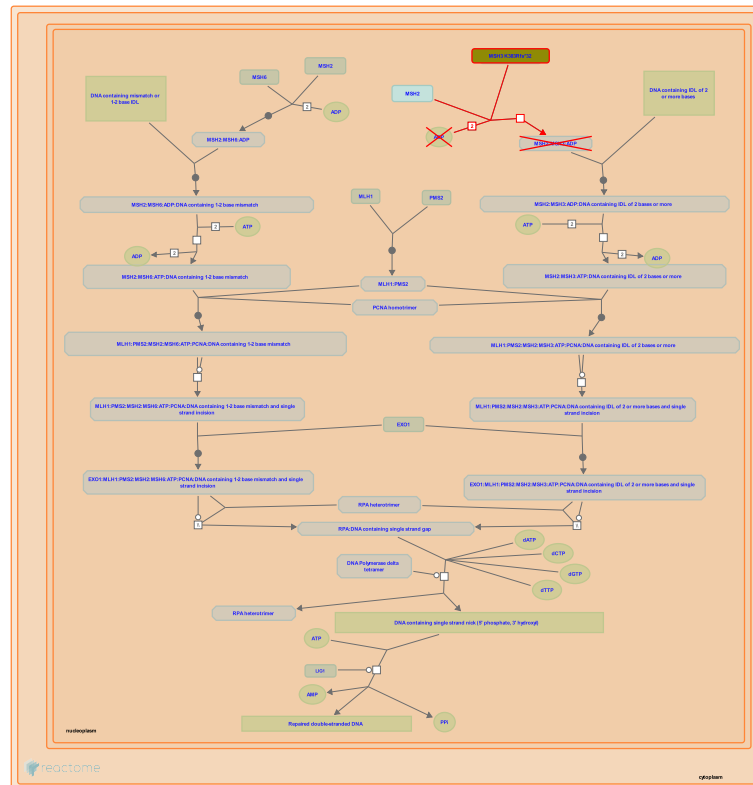 MSH2
MSH6
MSH3 K383Rfs*32
DNA containing mismatch or
1-2 base IDL
MSH2
DNA containing IDL of 2
or more bases
2
ADP
2
MSH2:MSH6:ADP
MLH1
PMS2
MSH2:MSH6:ADP:DNA containing 1-2 base mismatch
MSH2:MSH3:ADP:DNA containing IDL of 2 bases or more
2
ATP
ATP
2
ADP
2
2
ADP
MSH2:MSH6:ATP:DNA containing 1-2 base mismatch
MSH2:MSH3:ATP:DNA containing IDL of 2 bases or more
MLH1:PMS2
PCNA homotrimer
MLH1:PMS2:MSH2:MSH6:ATP:PCNA:DNA containing 1-2 base mismatch
MLH1:PMS2:MSH2:MSH3:ATP:PCNA:DNA containing IDL of 2 bases or more
MLH1:PMS2:MSH2:MSH6:ATP:PCNA:DNA containing 1-2 base mismatch and single
strand incision
MLH1:PMS2:MSH2:MSH3:ATP:PCNA:DNA containing IDL of 2 or more bases and single
strand incision
EXO1
EXO1:MLH1:PMS2:MSH2:MSH6:ATP:PCNA:DNA containing 1-2 base mismatch and single
strand incision
EXO1:MLH1:PMS2:MSH2:MSH3:ATP:PCNA:DNA containing IDL of 2 or more bases and single
strand incision
RPA heterotrimer
RPA:DNA containing single strand gap
dATP
dCTP
dGTP
dTTP
DNA Polymerase delta
tetramer
RPA heterotrimer
DNA containing single strand nick (5' phosphate, 3' hydroxyl)
ATP
LIG1
AMP
PPi
Repaired double-stranded DNA
nucleoplasm
reactome
cytoplasm